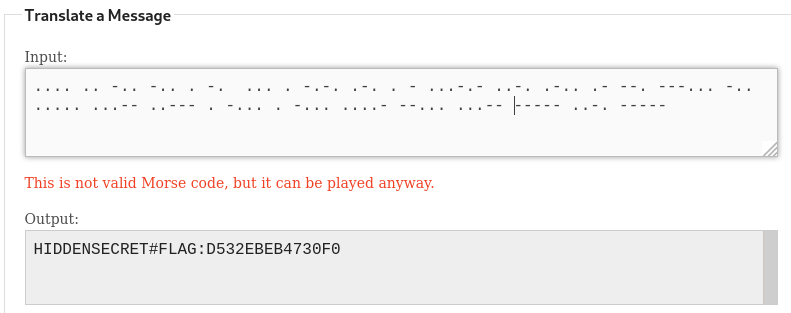 Translate a Message
Input:
.... .. -.. -.. . -.  ... . -.-. .-. . - ...-.- ..-. .-.. .- --. ---... -..
..... ...-- ..--- . -... . -... ....- --... ...-- ----- ..-. -----
This is not valid Morse code, but it can be played anyway.
Output:
HIDDENSECRET#FLAG:D532EBEB4730F0